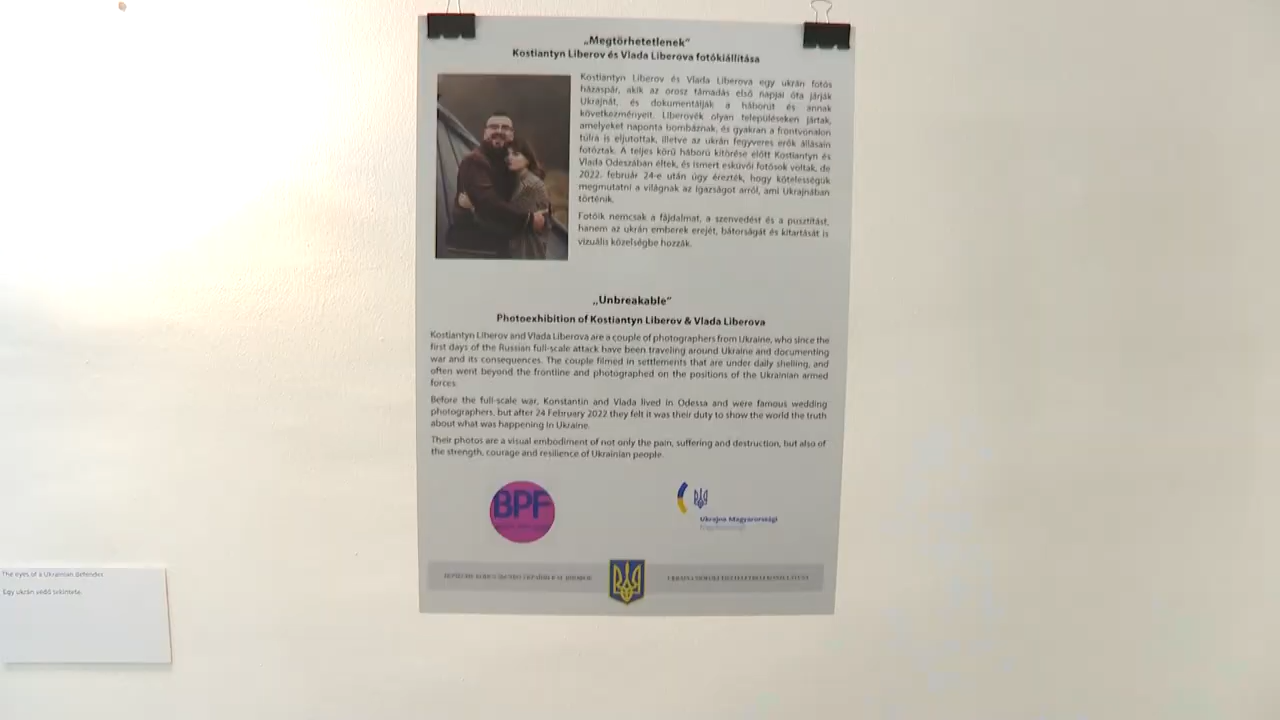 „Megtörhetetlenek"
Kostiantyn Liberov és Vlada Liberova fotókiállítása
Kostiantyn Liberov és Vlada Liberova egy ukrán fotós
házaspár, akik az orosz támadás első napjai óta járják
Ukrajnát, és dokumentálják a háborút és annak
következményeit. Liberovék olyan településeken jártak,
amelyeket naponta bombáznak, és gyakran a frontvonalon
túlra is eljutottak, illetve az ukrán fegyveres erők állásain
fotóztak. A teljes körű háború kitörése előtt Kostiantyn és
Vlada Odeszában éltek, és ismert esküvői fotósok voltak, de
2022. február 24-e után úgy érezték, hogy kötelességük
megmutatni a világnak az igazságot arról, ami Ukrajnában
történik.
Fotóik nemcsak a fájdalmat, a szenvedést és a pusztítást,
hanem az ukrán emberek erejét, bátorságát és kitartását is
vizuális közelségbe hozzák.
„Unbreakable"
Photoexhibition of Kostiantyn Liberov & Vlada Liberova
Kostiantyn Liberov and Vlada Liberova are a couple of photographers from Ukraine, who since the
first days of the Russian full-scale attack have been traveling around Ukraine and documenting
war and its consequences. The couple filmed in settlements that are under daily shelling, and
often went beyond the frontline and photographed on the positions of the Ukrainian armed
forces.
Before the full-scale war, Konstantin and Vlada lived in Odessa and were famous wedding
photographers, but after 24 February 2022 they felt it was their duty to show the world the truth
about what was happening in Ukraine.
Their photos are a visual embodiment of not only the pain, suffering and destruction, but also of
the strength, courage and resilience of Ukrainian people.
BPF
Ukrajna Magyarországi
The eyes of a Ukrainian defender
Egy ukrán védő tekintete